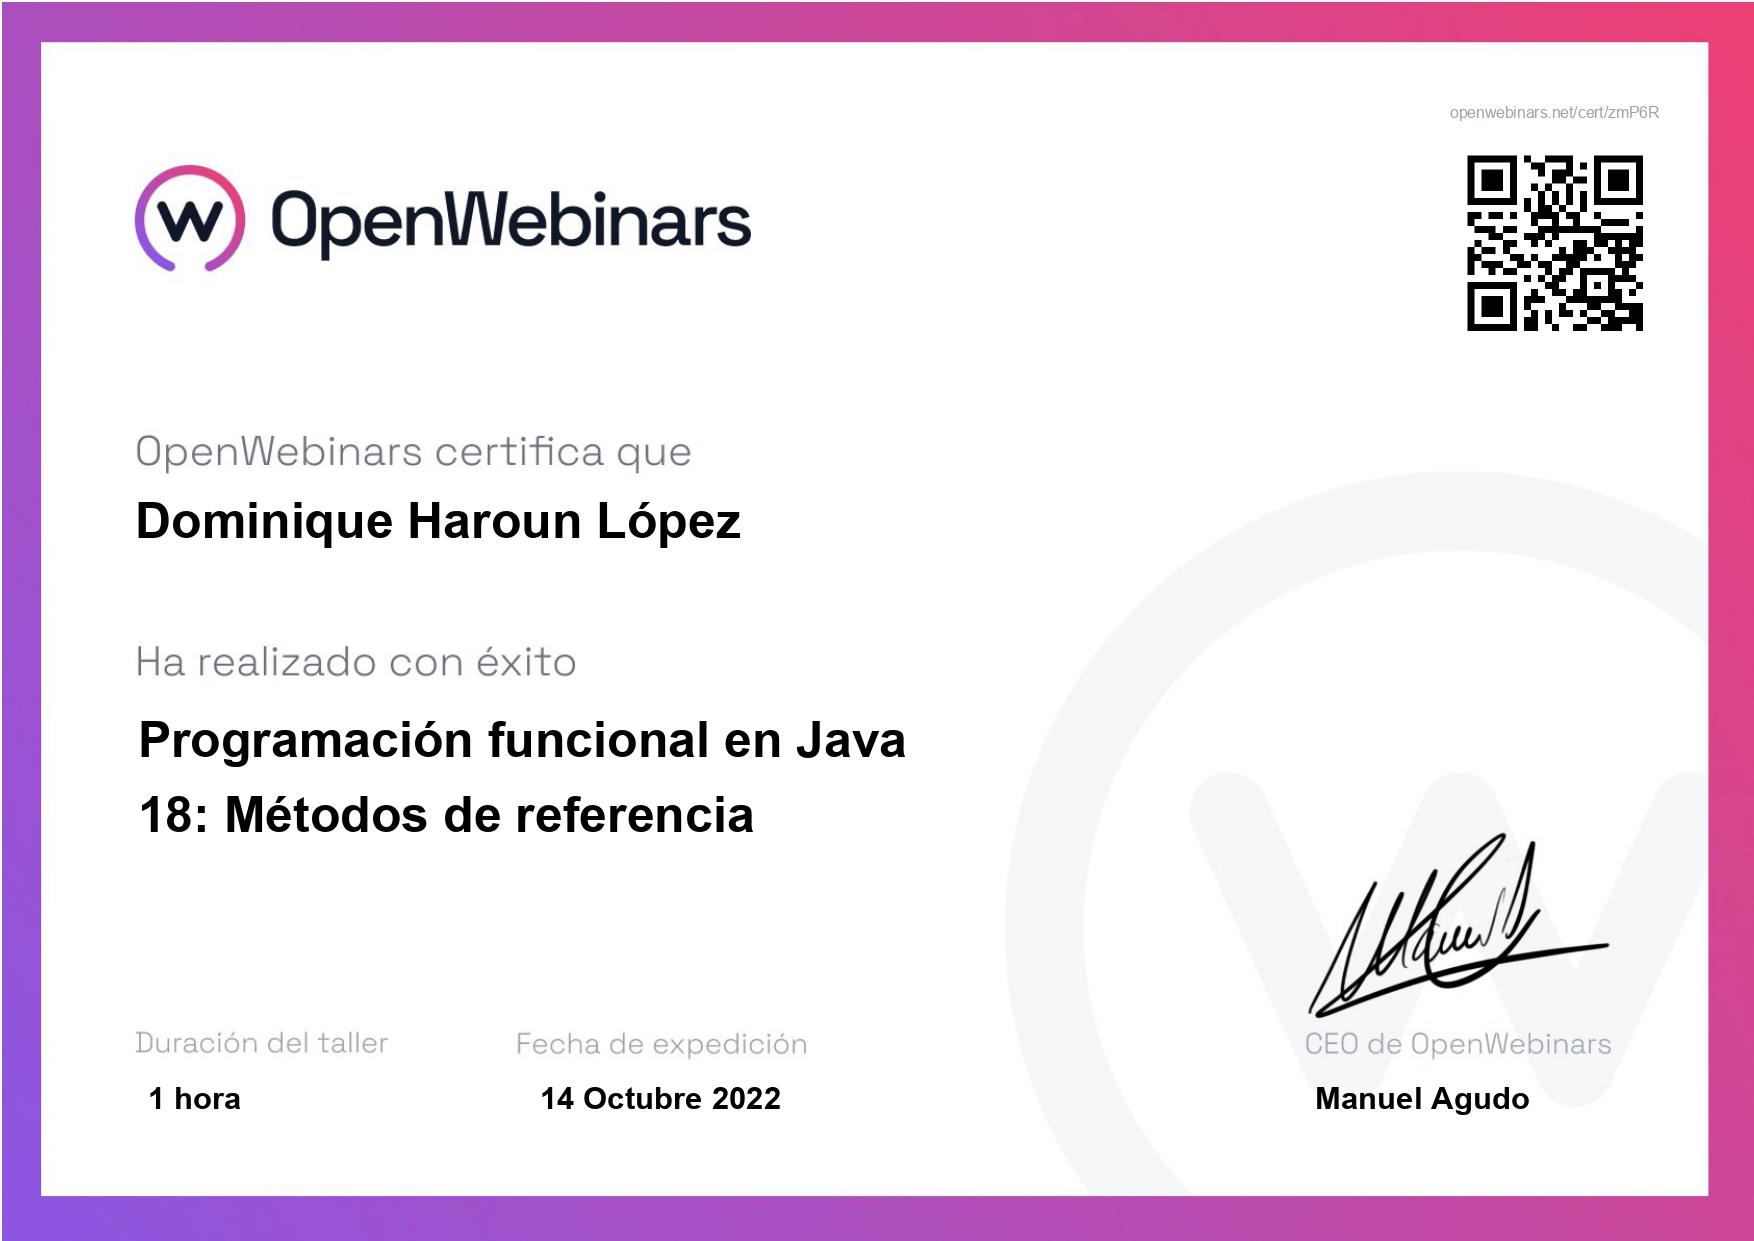 openwebinars.net/cert/zmP6R
OpenWebinars
OpenWebinars certifica que
Dominique Haroun López
Ha realizado con éxito
Programación funcional en Java
18: Métodos de referencia
Duración del taller
Fecha de expedición
CEO de OpenWebinars
1 hora
14 Octubre 2022
Manuel Agudo